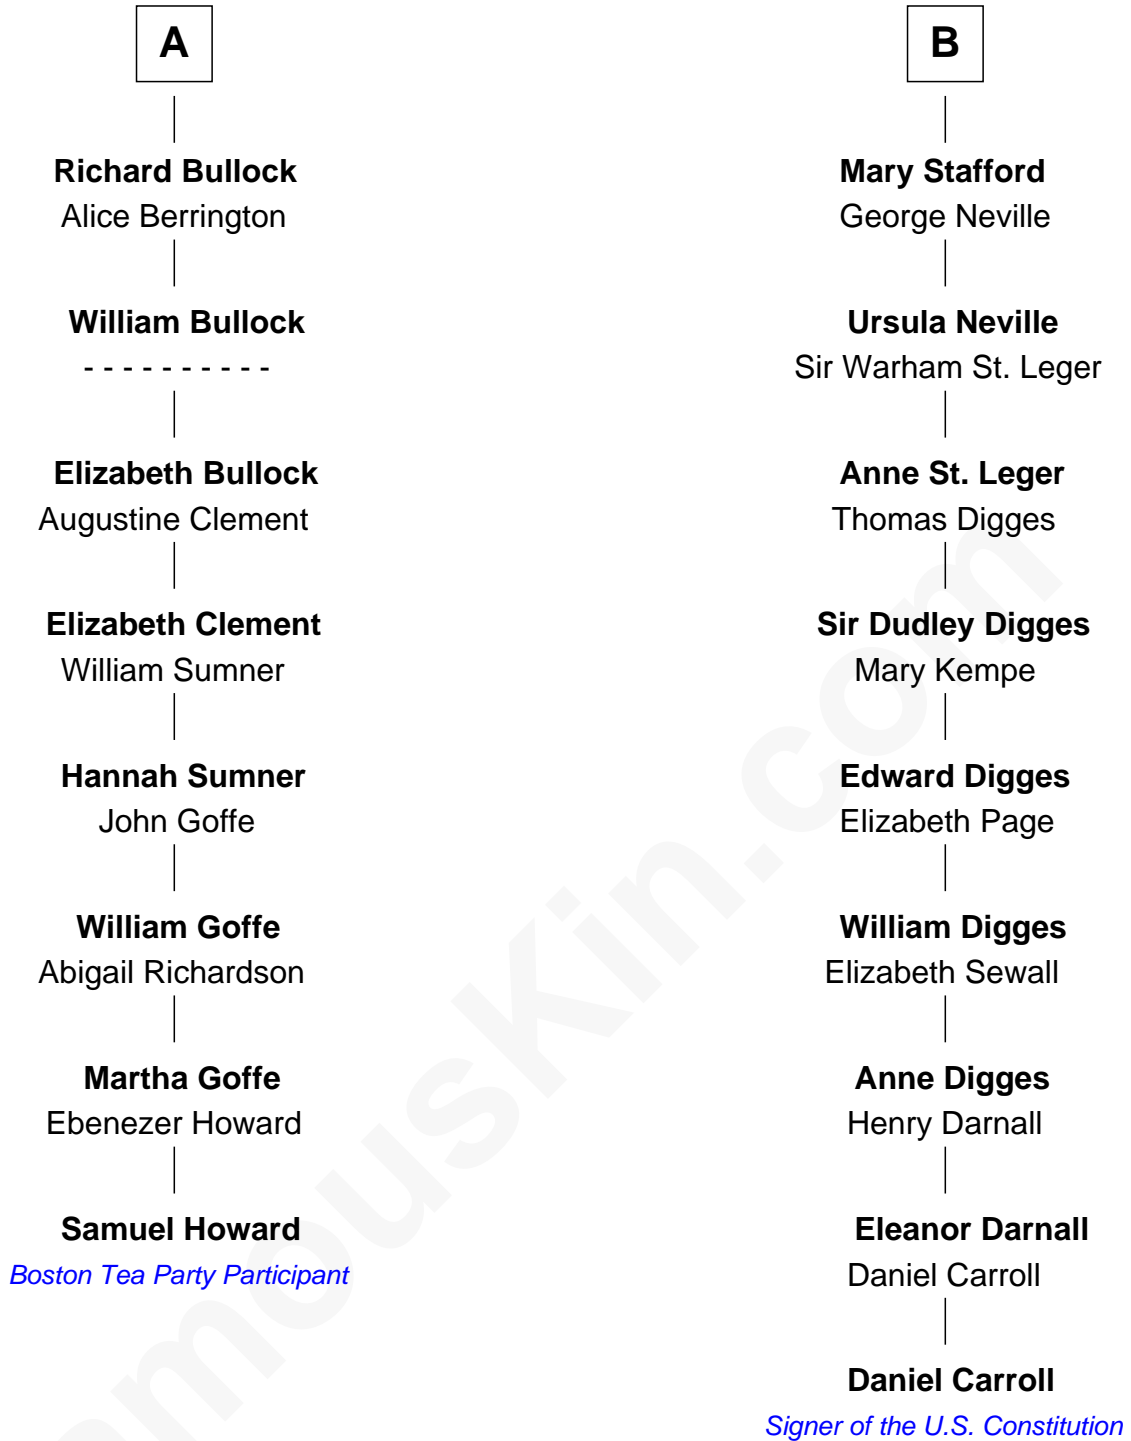 A
Richard Bullock
Alice Berrington
William Bullock
- - - - - - - - - -
Elizabeth Bullock
Augustine Clement
Elizabeth Clement
William Sumner
Hannah Sumner
John Goffe
William Goffe
Abigail Richardson
Martha Goffe
Ebenezer Howard
Samuel Howard
Boston Tea Party Participant
B
Mary Stafford
George Neville
Ursula Neville
Sir Warham St. Leger
Anne St. Leger
Thomas Digges
Sir Dudley Digges
Mary Kempe
Edward Digges
Elizabeth Page
William Digges
Elizabeth Sewall
Anne Digges
Henry Darnall
Eleanor Darnall
Daniel Carroll
Daniel Carroll
Signer of the U.S. Constitution
amouskin.com